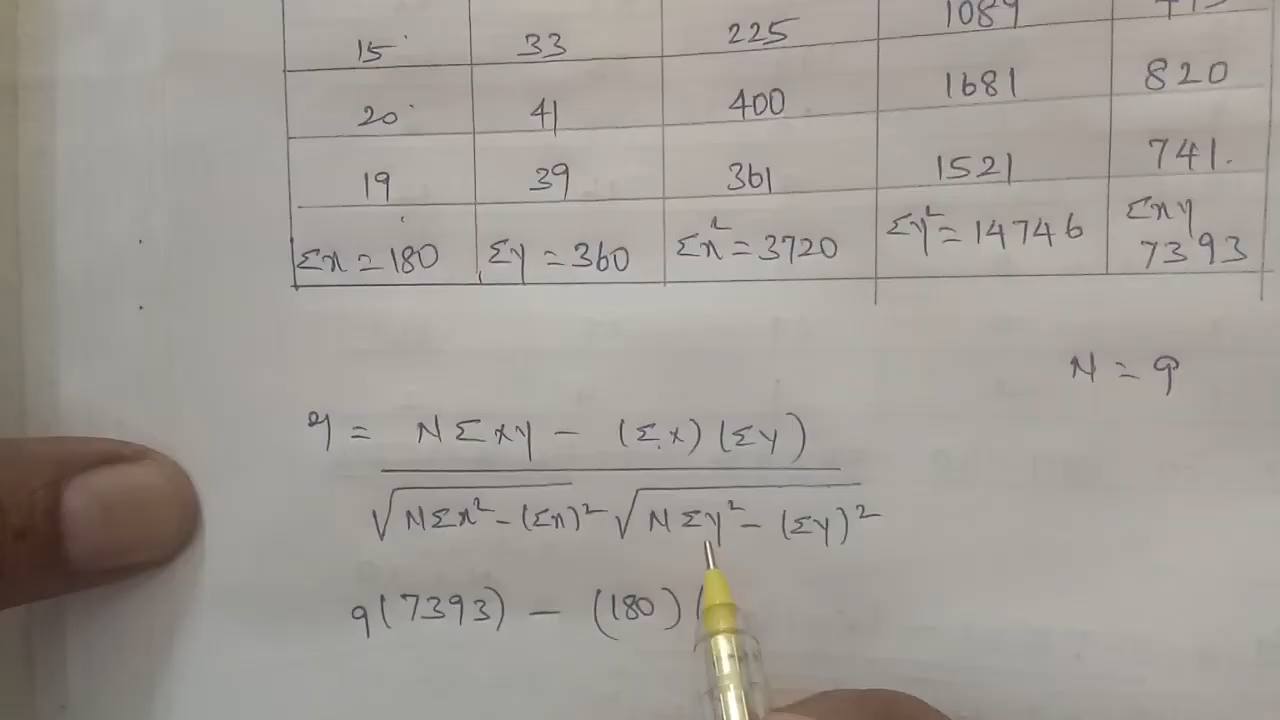 1089
15 33 225
20 41 400 1681 820
19 39 361 1521 741.
Σx = 180 Σy = 360 Σx² = 3720 Σy² = 14746 Σxy 7393
N = 9
r = N Σ xy - (Σx) (Σy)
√NΣx² - (Σx)² √NΣy² - (Σy)²
9(7393) - (180) (